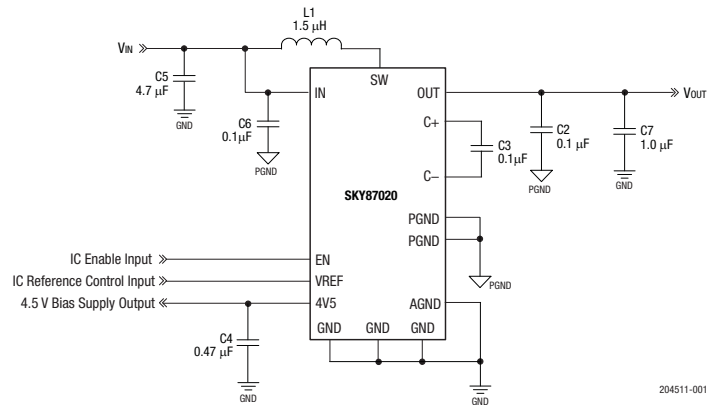 L1
1.5 µH
VIN
SW
C5
4.7 µF
GND
IN
OUT
VOUT
C6
0.1µF
PGND
C+
C3
0.1µF
C2
0.1 µF
PGND
C7
1.0 µF
GND
C–
SKY87020
PGND
PGND
PGND
IC Enable Input
EN
IC Reference Control Input
VREF
4.5 V Bias Supply Output
4V5
AGND
GND GND GND
C4
0.47 µF
GND
GND
204511-001